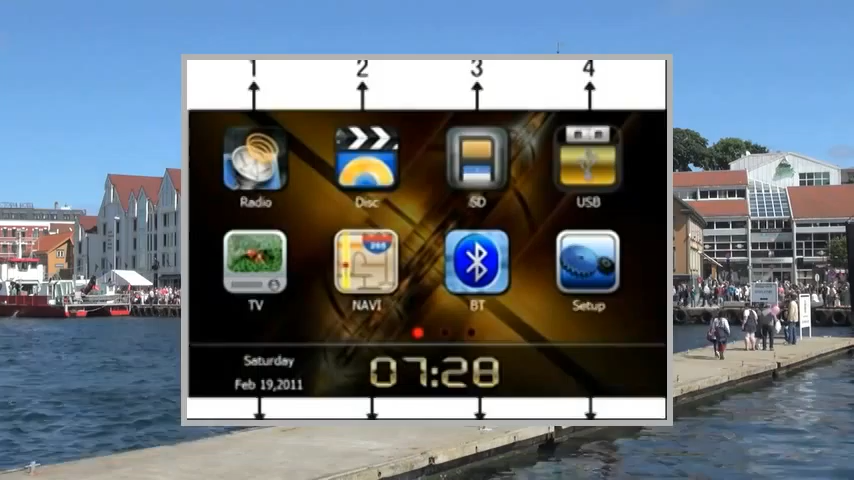 1 2 3 4
Radio Disc SD USB
TV NAVI BT Setup
Saturday
07:28
Feb 19,2011